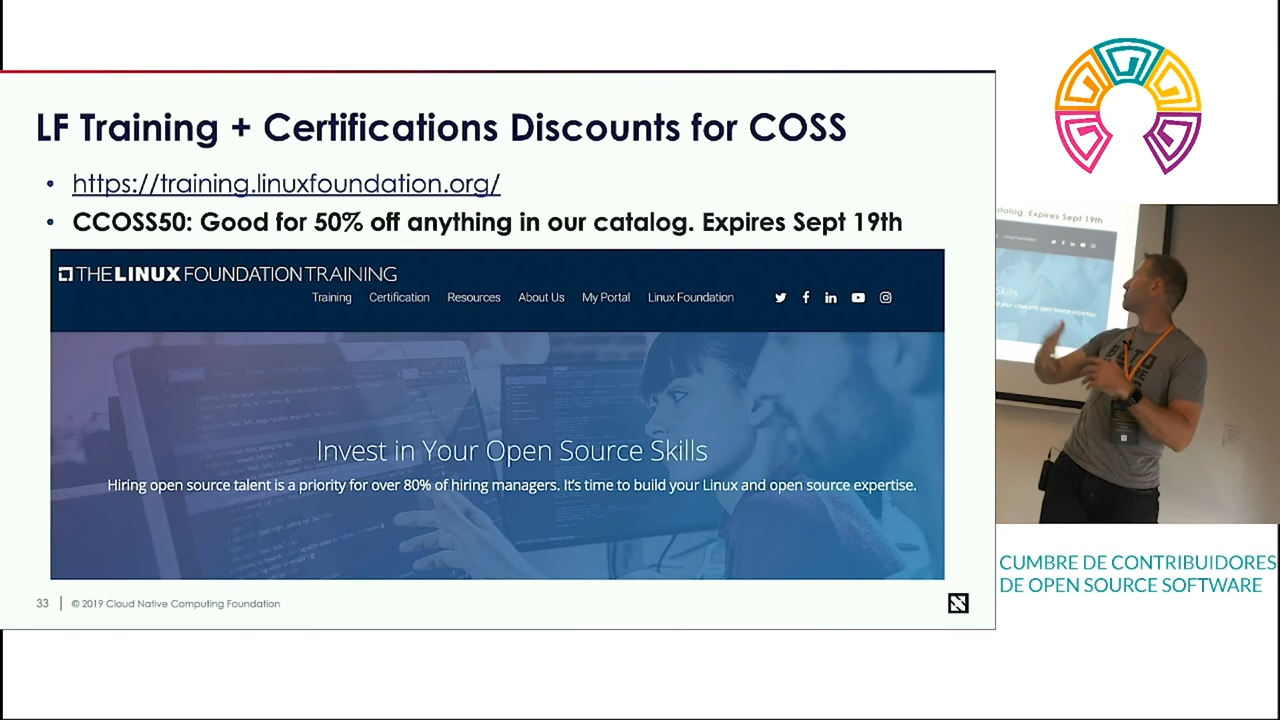 LF Training + Certifications Discounts for COSS
https://training.linuxfoundation.org/
CCOSS50: Good for 50% off anything in our catalog. Expires Sept 19th
THE LINUX FOUNDATION TRAINING
Training Certification Resources About Us My Portal Linux Foundation
Invest in Your Open Source Skills
Hiring open source talent is a priority for over 80% of hiring managers. It's time to build your Linux and open source expertise.
33 | © 2019 Cloud Native Computing Foundation
catalog. Expires Sept 19th
CUMBRE DE CONTRIBUIDORES
DE OPEN SOURCE SOFTWARE